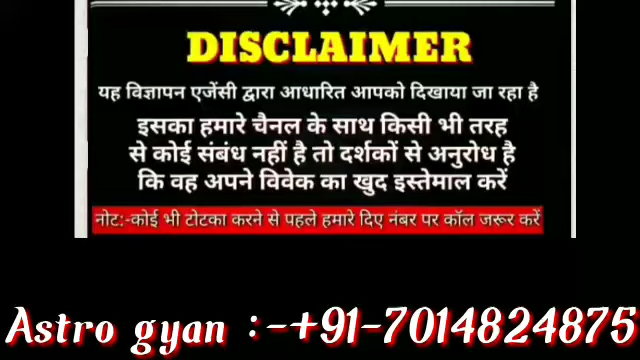 DISCLAIMER
यह विज्ञापन एजेंसी द्वारा आधारित आपको दिखाया जा रहा है
इसका हमारे चैनल के साथ किसी भी तरह
से कोई संबंध नहीं है तो दर्शकों से अनुरोध है
कि वह अपने विवेक का खुद इस्तेमाल करें
नोट:-कोई भी टोटका करने से पहले हमारे दिए नंबर पर कॉल जरूर करें
Astro gyan :-+91-7014824875